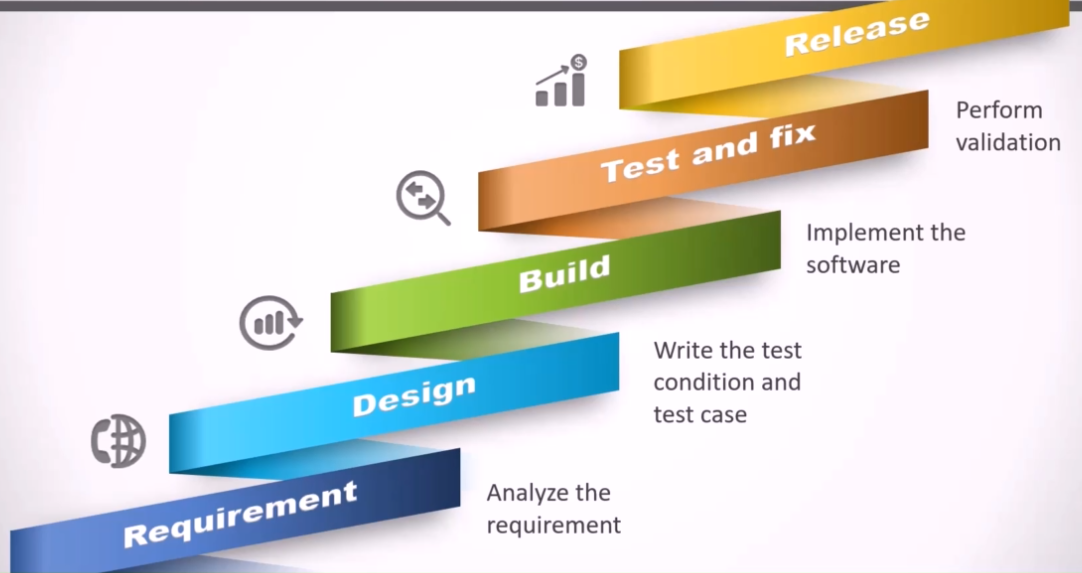 Release
Perform
validation
Test and fix
Implement the
software
Build
Write the test
condition and
test case
Design
Analyze the
requirement
Requirement
$